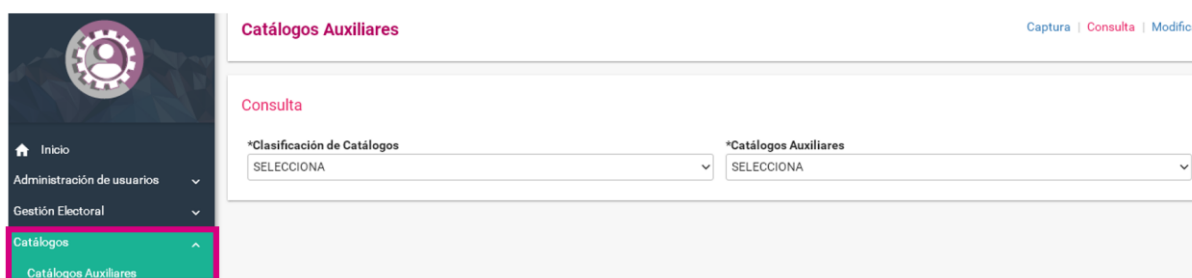 Catálogos Auxiliares
Captura | Consulta | Modific
Consulta
*Clasificación de Catálogos
*Catálogos Auxiliares
SELECCIONA
SELECCIONA
Inicio
Administración de usuarios
Gestión Electoral
Catálogos
Catálogos Auxiliares